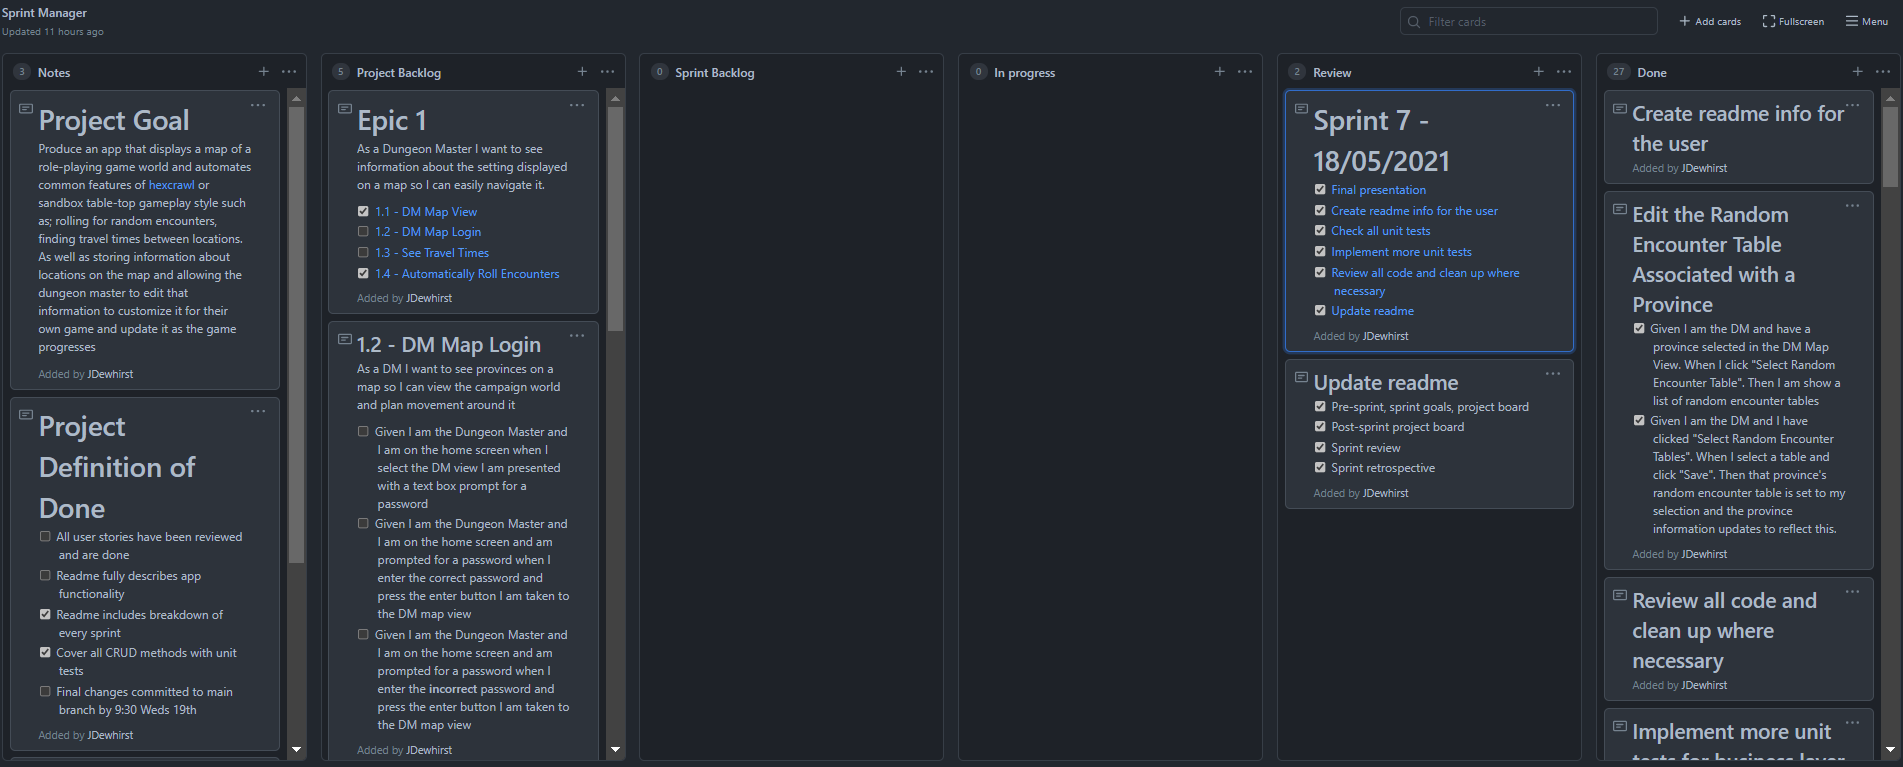 Sprint Manager
Updated 11 hours ago
Filter cards
Add cards
Fullscreen
Menu
3 Notes
Project Goal
Produce an app that displays a map of a
role-playing game world and automates
common features of hexcrawl or
sandbox table-top gameplay style such
as; rolling for random encounters,
finding travel times between locations.
As well as storing information about
locations on the map and allowing the
dungeon master to edit that
information to customize it for their
own game and update it as the game
progresses
Added by JDewhirst
Project
Definition of
Done
All user stories have been reviewed
and are done
Readme fully describes app
functionality
Readme includes breakdown of
every sprint
Cover all CRUD methods with unit
tests
Final changes committed to main
branch by 9:30 Weds 19th
Added by JDewhirst
5 Project Backlog
Epic 1
As a Dungeon Master I want to see
information about the setting displayed
on a map so I can easily navigate it.
1.1 - DM Map View
1.2 - DM Map Login
1.3 - See Travel Times
1.4 - Automatically Roll Encounters
Added by JDewhirst
1.2 - DM Map Login
As a DM I want to see provinces on a
map so I can view the campaign world
and plan movement around it
Given I am the Dungeon Master and
I am on the home screen when I
select the DM view I am presented
with a text box prompt for a
password
Given I am the Dungeon Master and
I am on the home screen and am
prompted for a password when I
enter the correct password and
press the enter button I am taken to
the DM map view
Given I am the Dungeon Master and
I am on the home screen and am
prompted for a password when I
enter the incorrect password and
press the enter button I am taken to
the DM map view
Added by JDewhirst
0 Sprint Backlog
0 In progress
2 Review
Sprint 7 -
18/05/2021
Final presentation
Create readme info for the user
Check all unit tests
Implement more unit tests
Review all code and clean up where
necessary
Update readme
Added by JDewhirst
Update readme
Pre-sprint, sprint goals, project board
Post-sprint project board
Sprint review
Sprint retrospective
Added by JDewhirst
27 Done
Create readme info for
the user
Added by JDewhirst
Edit the Random
Encounter Table
Associated with a
Province
Given I am the DM and have a
province selected in the DM Map
View. When I click "Select Random
Encounter Table". Then I am show a
list of random encounter tables
Given I am the DM and I have
clicked "Select Random Encounter
Tables". When I select a table and
click "Save". Then that province's
random encounter table is set to my
selection and the province
information updates to reflect this.
Added by JDewhirst
Review all code and
clean up where
necessary
Added by JDewhirst
Implement more unit
tests for business layer